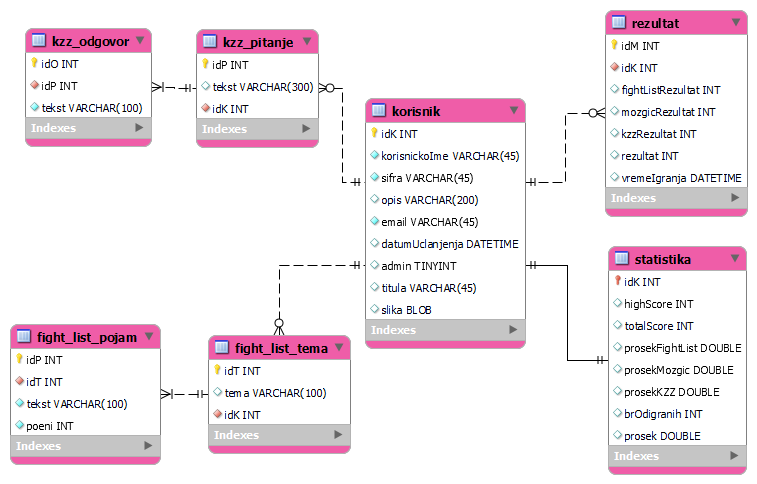 kzz_odgovor
idO INT
idP INT
tekst VARCHAR(100)
Indexes
kzz_pitanje
idP INT
tekst VARCHAR(300)
idK INT
Indexes
korisnik
idK INT
korisnickoIme VARCHAR(45)
sifra VARCHAR(45)
opis VARCHAR(200)
email VARCHAR(45)
datumUclanjenja DATETIME
admin TINYINT
titula VARCHAR(45)
slika BLOB
Indexes
rezultat
idM INT
idK INT
fightListRezultat INT
mozgicRezultat INT
kzzRezultat INT
rezultat INT
vremeIgranja DATETIME
Indexes
statistika
idK INT
highScore INT
totalScore INT
prosekFightList DOUBLE
prosekMozgic DOUBLE
prosekKZZ DOUBLE
brOdigranih INT
prosek DOUBLE
Indexes
fight_list_pojam
idP INT
idT INT
tekst VARCHAR(100)
poeni INT
Indexes
fight_list_tema
idT INT
tema VARCHAR(100)
idK INT
Indexes